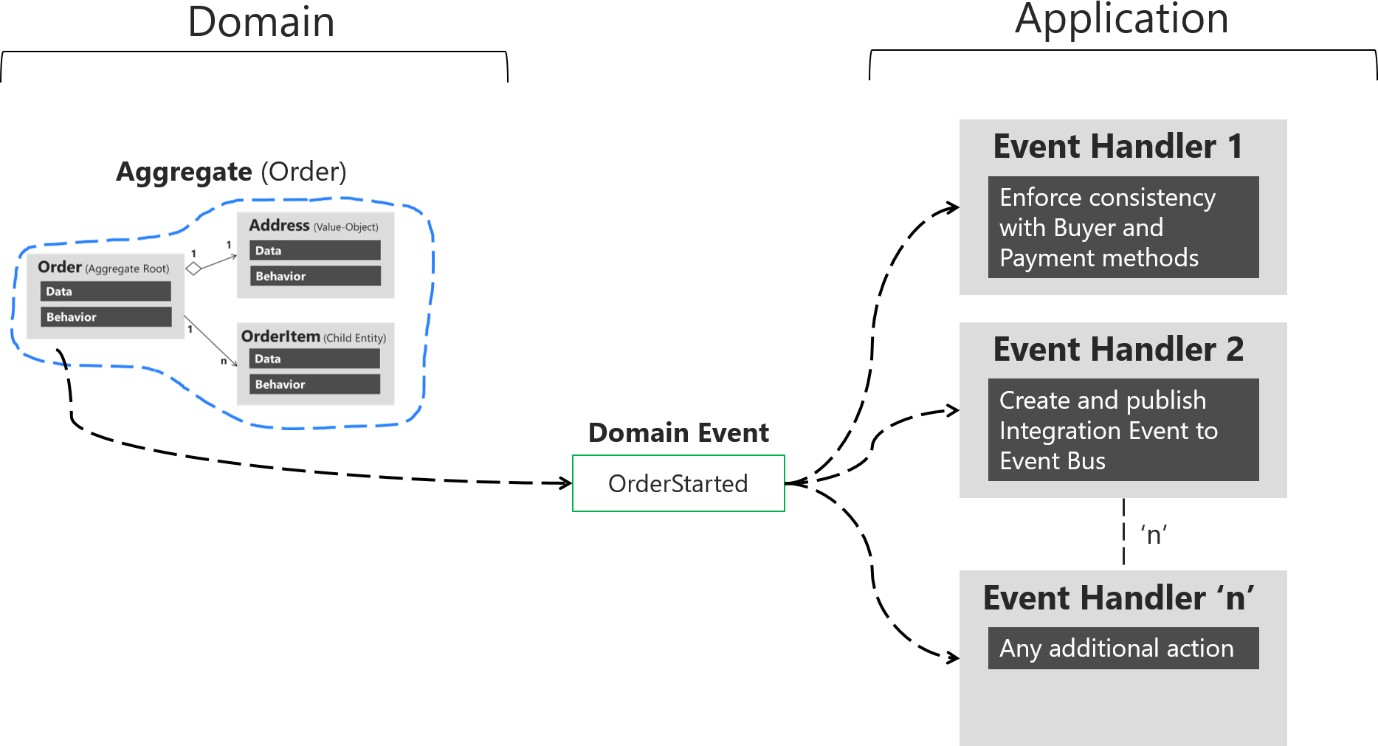 Domain
Application
Aggregate (Order)
Address (Value-Object)
Data
Behavior
1
1
Order (Aggregate Root)
Data
Behavior
1
n
OrderItem (Child Entity)
Data
Behavior
Domain Event
OrderStarted
Event Handler 1
Enforce consistency
with Buyer and
Payment methods
Event Handler 2
Create and publish
Integration Event to
Event Bus
‘n’
Event Handler ‘n’
Any additional action